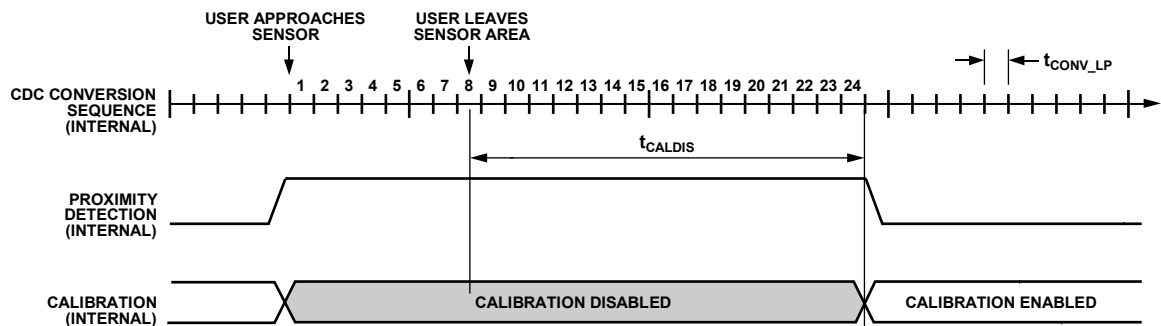 USER APPROACHES
SENSOR
USER LEAVES
SENSOR AREA
tCONV_LP
1 2 3 4 5 6 7 8 9 10 11 12 13 14 15 16 17 18 19 20 21 22 23 24
CDC CONVERSION
SEQUENCE
(INTERNAL)
tCALDIS
PROXIMITY
DETECTION
(INTERNAL)
CALIBRATION
(INTERNAL)
CALIBRATION DISABLED
CALIBRATION ENABLED